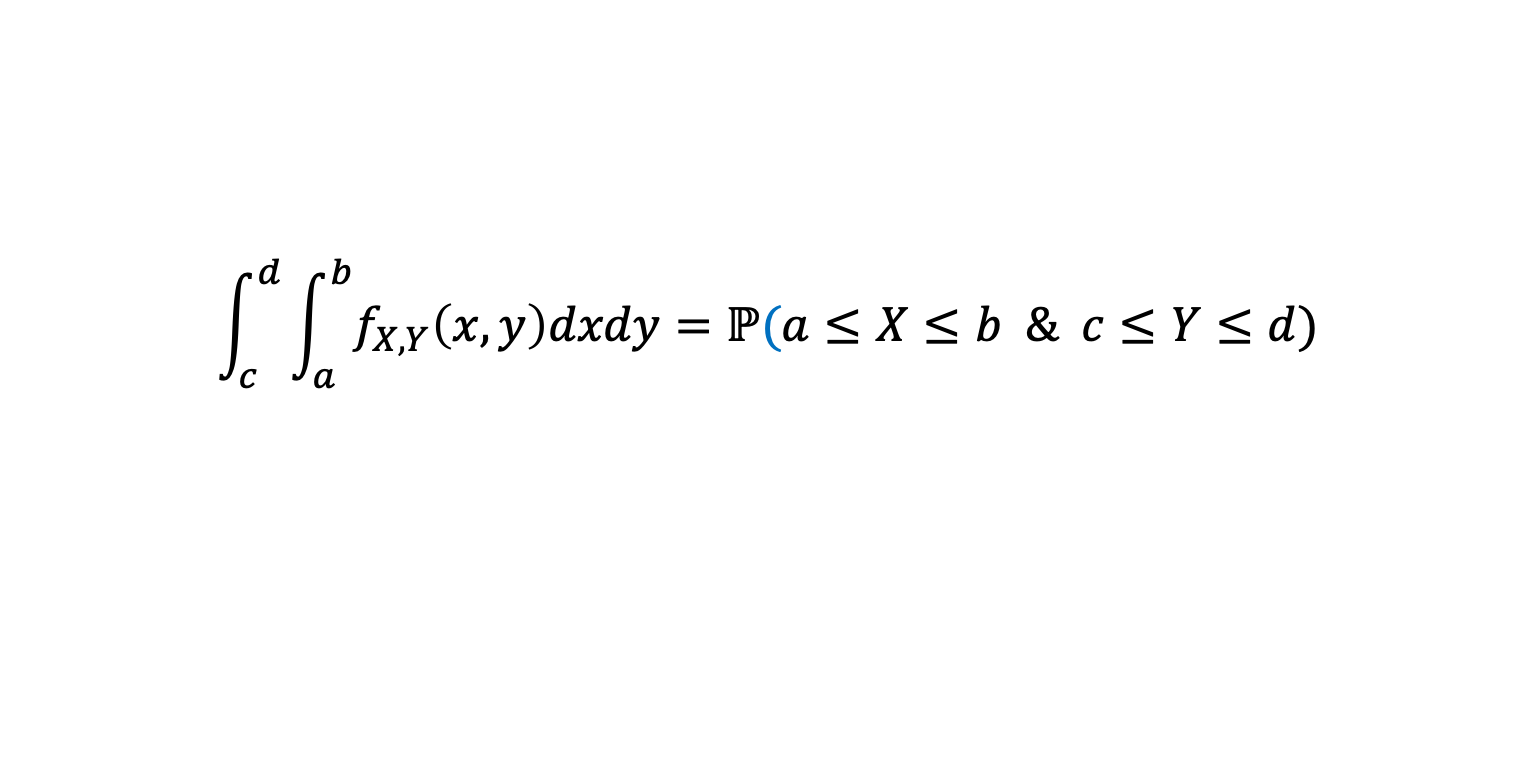 ∫_c^d ∫_a^b f_{X,Y}(x, y)dxdy = ℙ(a ≤ X ≤ b & c ≤ Y ≤ d)